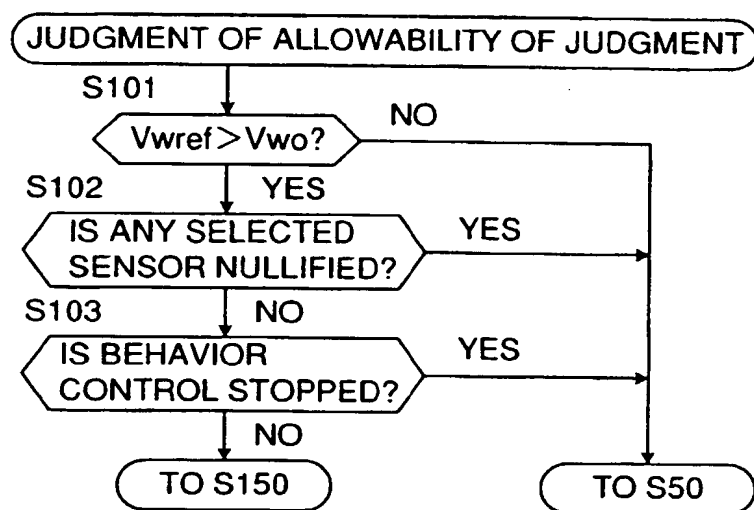 JUDGMENT OF ALLOWABILITY OF JUDGMENT
S101
Vwref>Vwo?
NO
S102
YES
IS ANY SELECTED
SENSOR NULLIFIED?
YES
S103
NO
IS BEHAVIOR
CONTROL STOPPED?
YES
NO
TO S150
TO S50